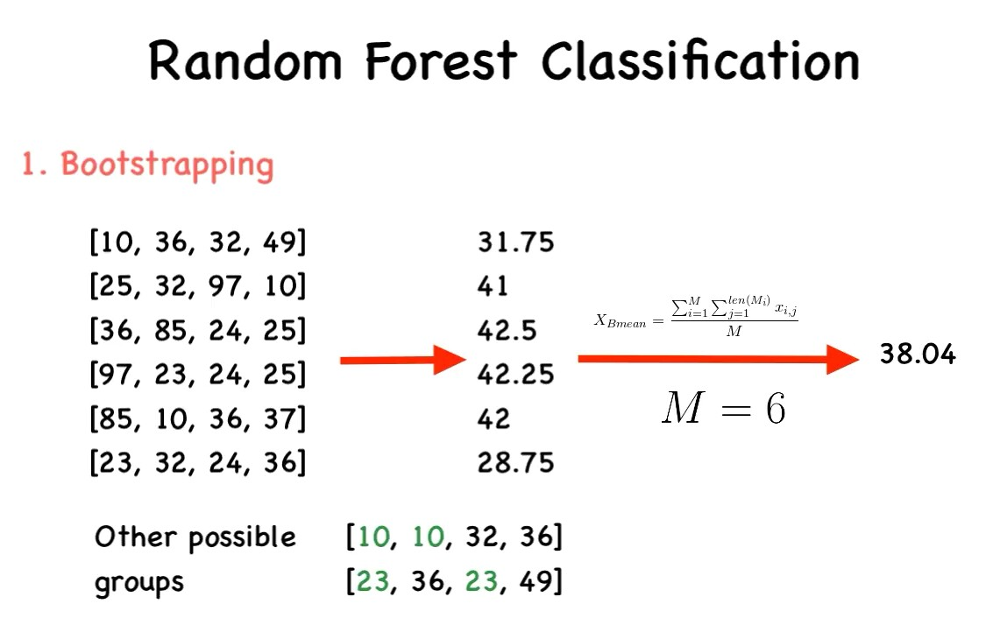 Random Forest Classification
1. Bootstrapping
[10, 36, 32, 49] 31.75
[25, 32, 97, 10] 41
[36, 85, 24, 25] 42.5
[97, 23, 24, 25] 42.25
[85, 10, 36, 37] 42
[23, 32, 24, 36] 28.75
X_{Bmean} = \frac{\sum_{i=1}^{M} \sum_{j=1}^{len(M_i)} x_{i,j}}{M}
M = 6
38.04
Other possible [10, 10, 32, 36]
groups [23, 36, 23, 49]